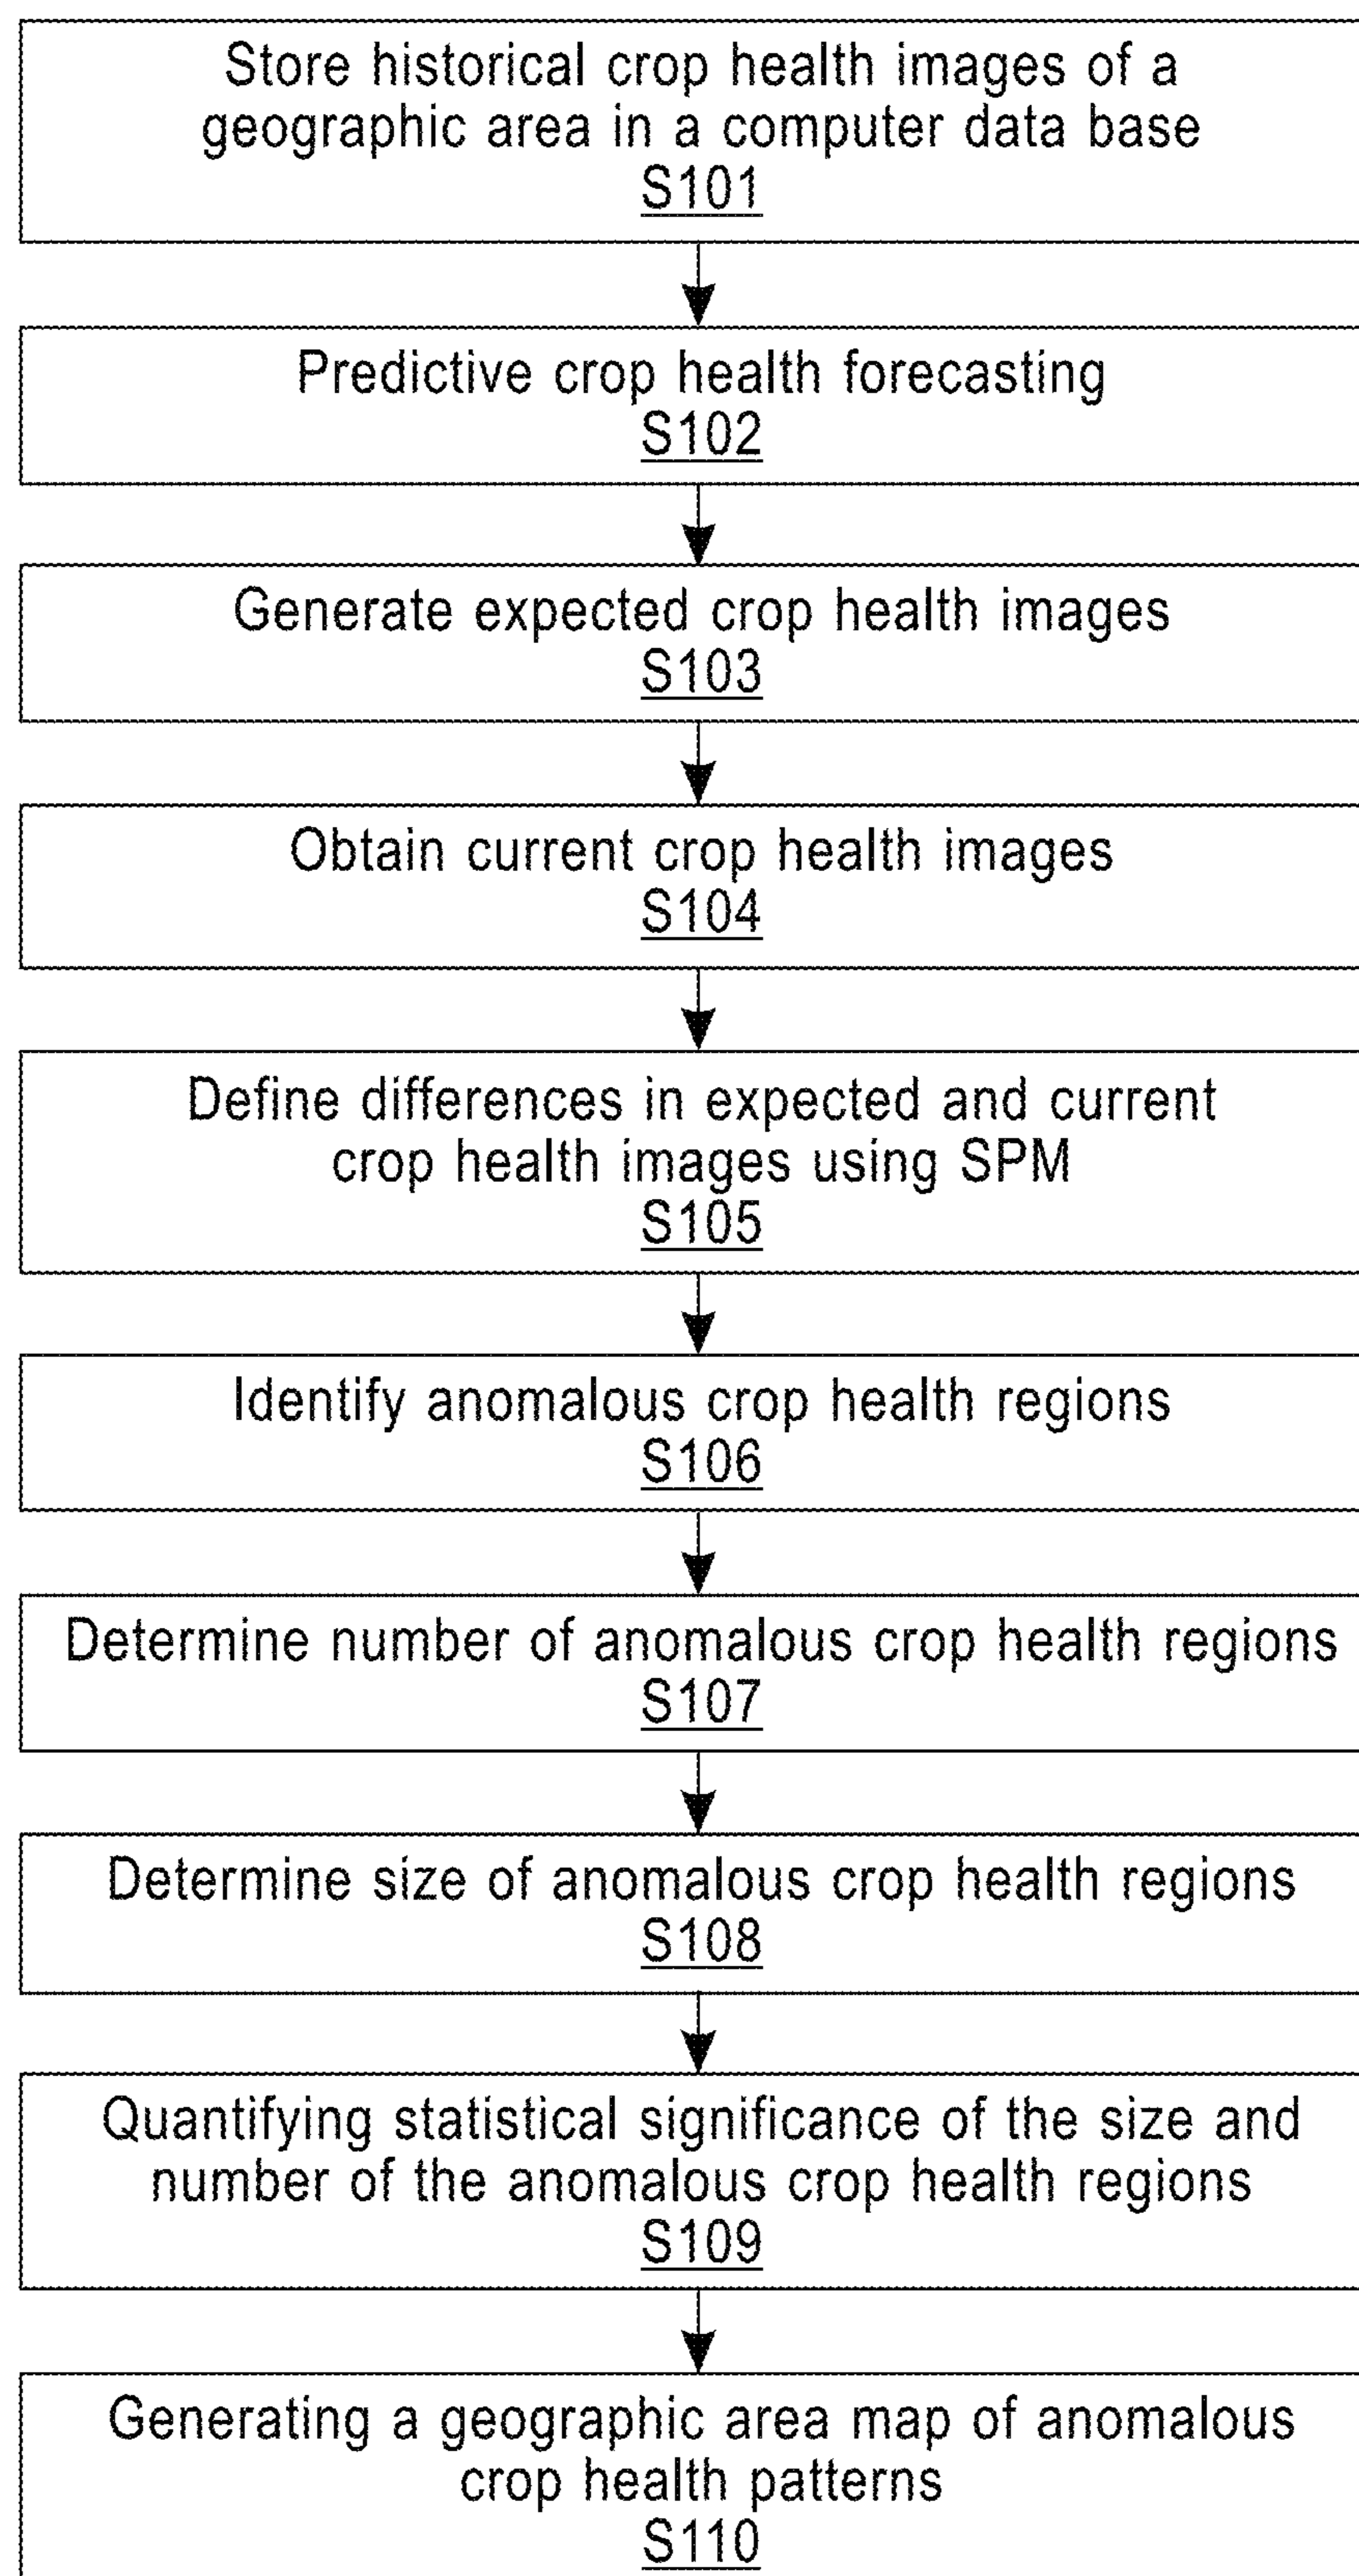 Store historical crop health images of a
geographic area in a computer data base
S101
Predictive crop health forecasting
S102
Generate expected crop health images
S103
Obtain current crop health images
S104
Define differences in expected and current
crop health images using SPM
S105
Identify anomalous crop health regions
S106
Determine number of anomalous crop health regions
S107
Determine size of anomalous crop health regions
S108
Quantifying statistical significance of the size and
number of the anomalous crop health regions
S109
Generating a geographic area map of anomalous
crop health patterns
S110